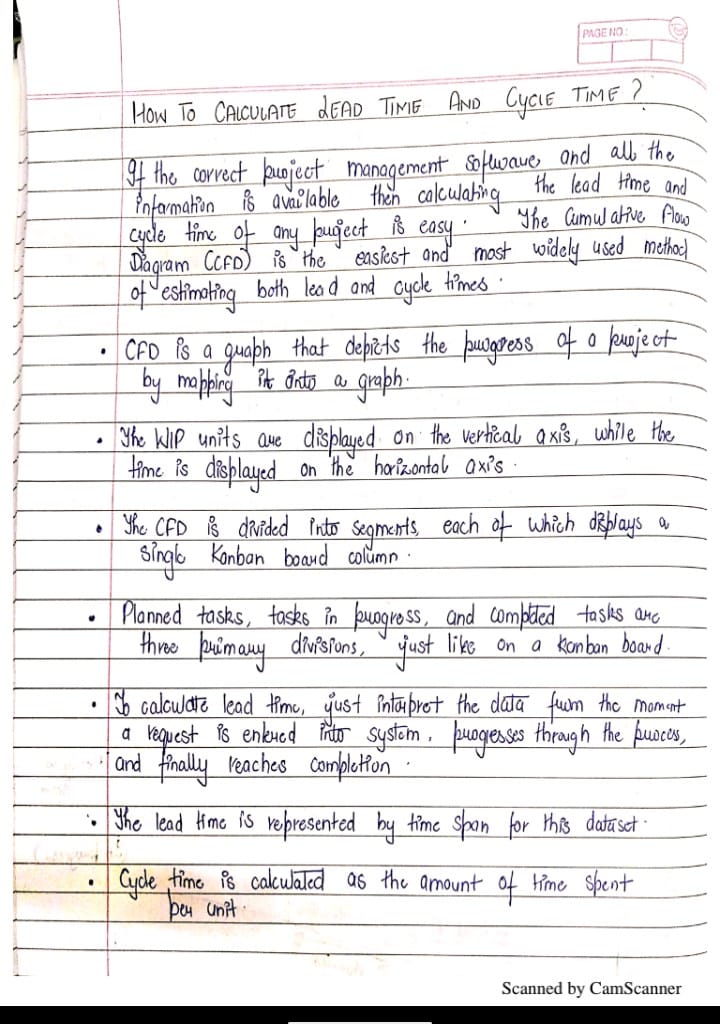 PAGE NO.:
HOW TO CALCULATE LEAD TIME AND CYCLE TIME ?
If the correct project management software, and all the
information is available then calculating the lead time and
cycle time of any project is easy. The Cumulative Flow
Diagram (CFD) is the easiest and most widely used method
of estimating both lead and cycle times.
• CFD is a graph that depicts the progress of a project
by mapping it onto a graph.
• The WIP units are displayed on the vertical axis, while the
time is displayed on the horizontal axis.
• The CFD is divided into segments, each of which displays a
single Kanban board column.
• Planned tasks, tasks in progress, and completed tasks are
three primary divisions, just like on a Kanban board.
• To calculate lead time, just interpret the data from the moment
a request is entered into system, progresses through the process,
and finally reaches completion.
• The lead time is represented by time span for this dataset.
• Cycle time is calculated as the amount of time spent
per unit.
Scanned by CamScanner